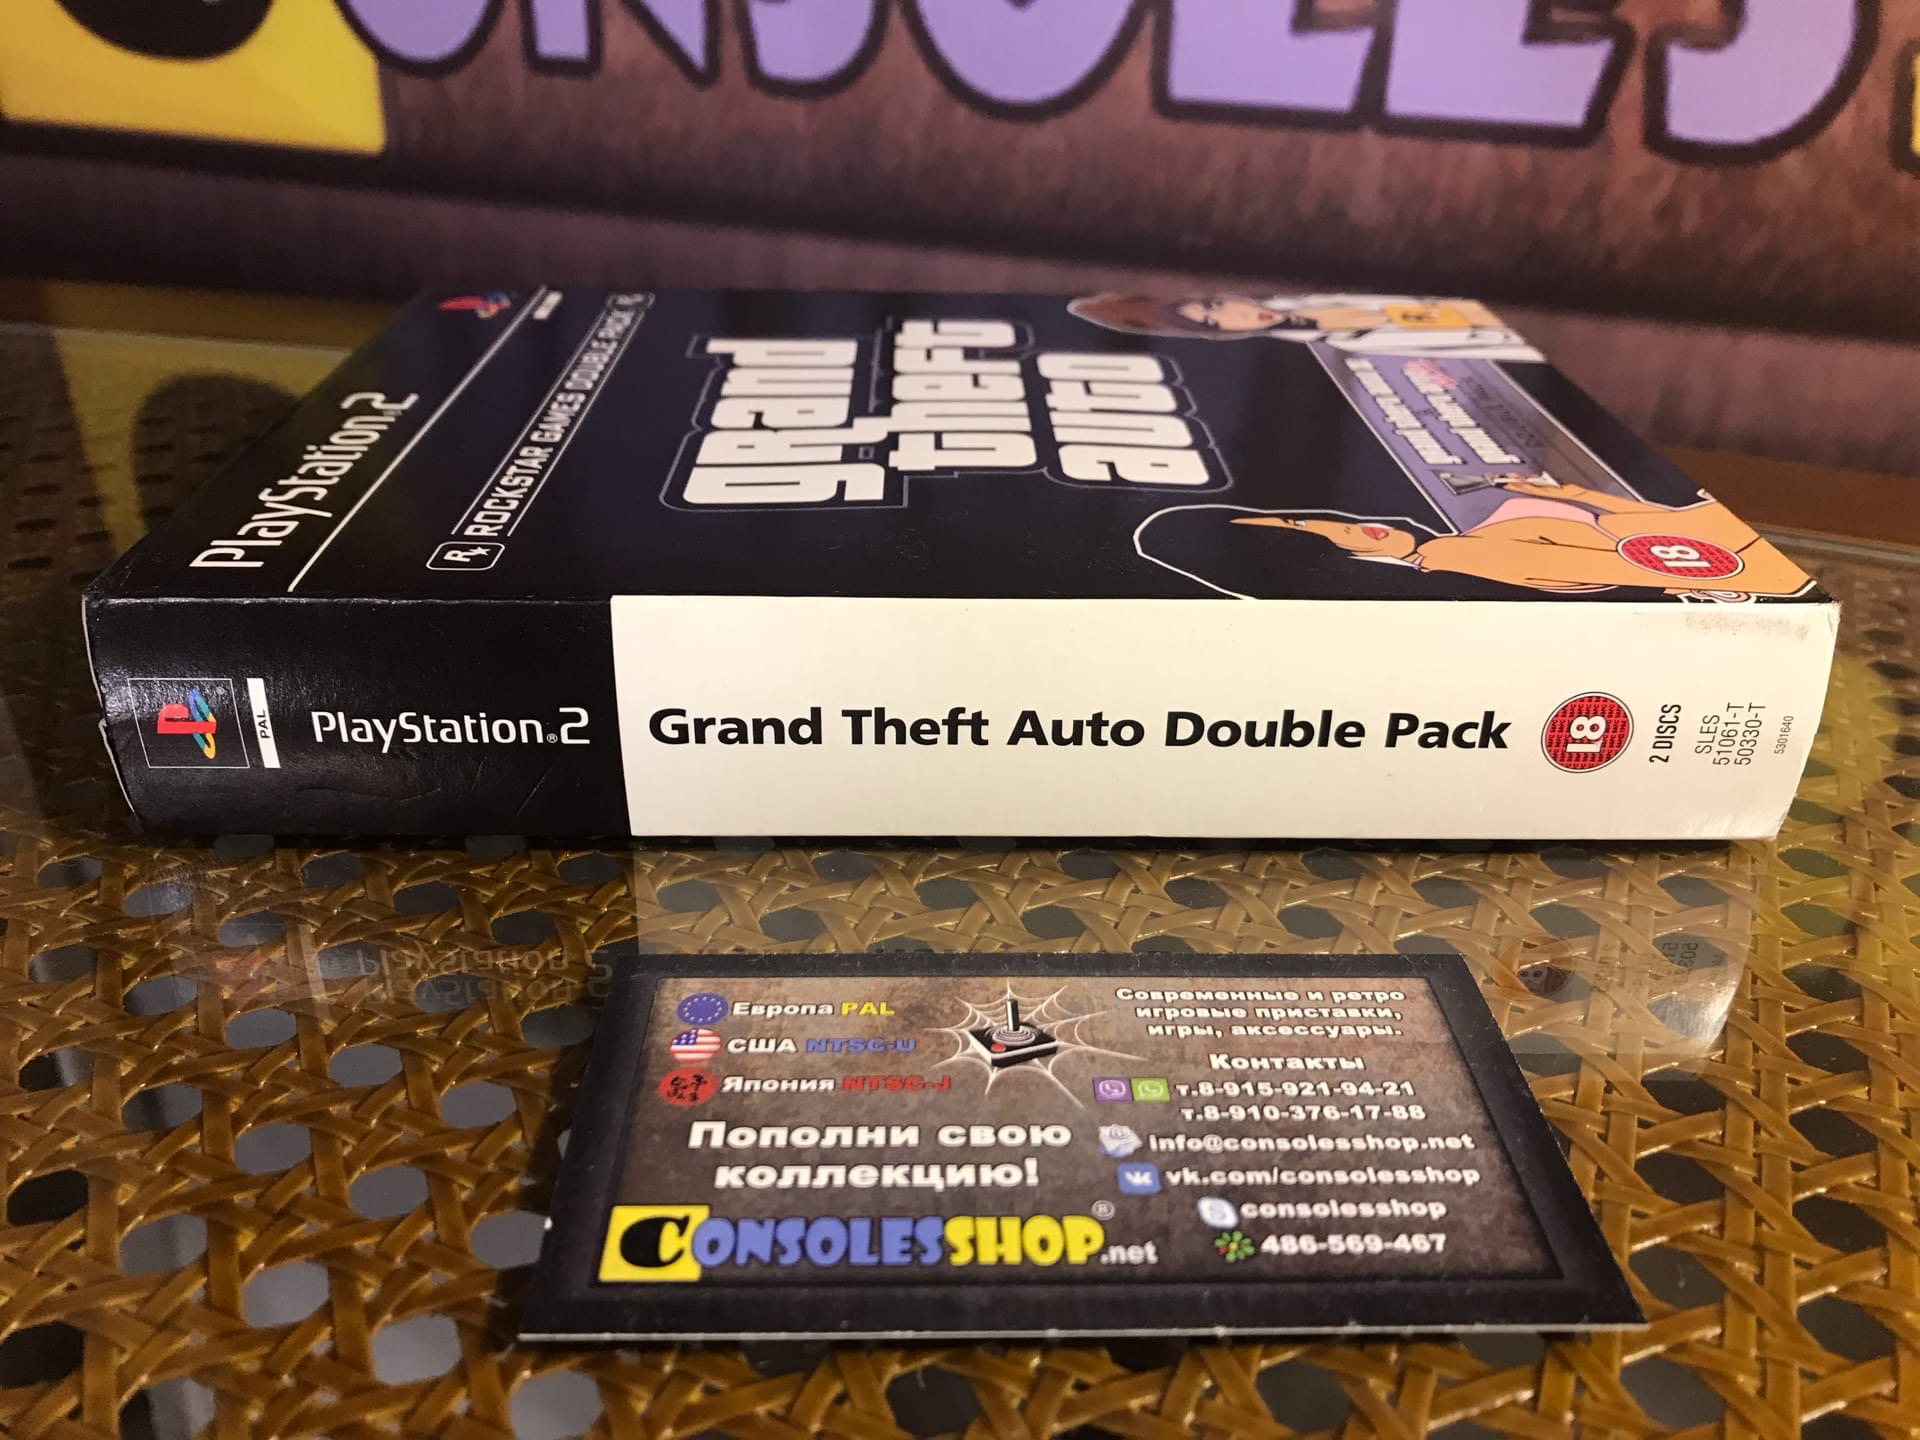 CONSOLES
PlayStation®2
ROCKSTAR GAMES DOUBLE PACK
grand
theft
auto
18
PAL
PlayStation®2
Grand Theft Auto Double Pack
18
2 DISCS
SLES
51061-T
50330-T
5301640
Европа PAL
США NTSC-U
Япония NTSC-J
Пополни свою
коллекцию!
CONSOLESSHOP®.net
Современные и ретро
игровые приставки,
игры, аксессуары.
Контакты
т.8-915-921-94-21
т.8-910-376-17-88
info@consolesshop.net
vk.com/consolesshop
consolesshop
486-569-467